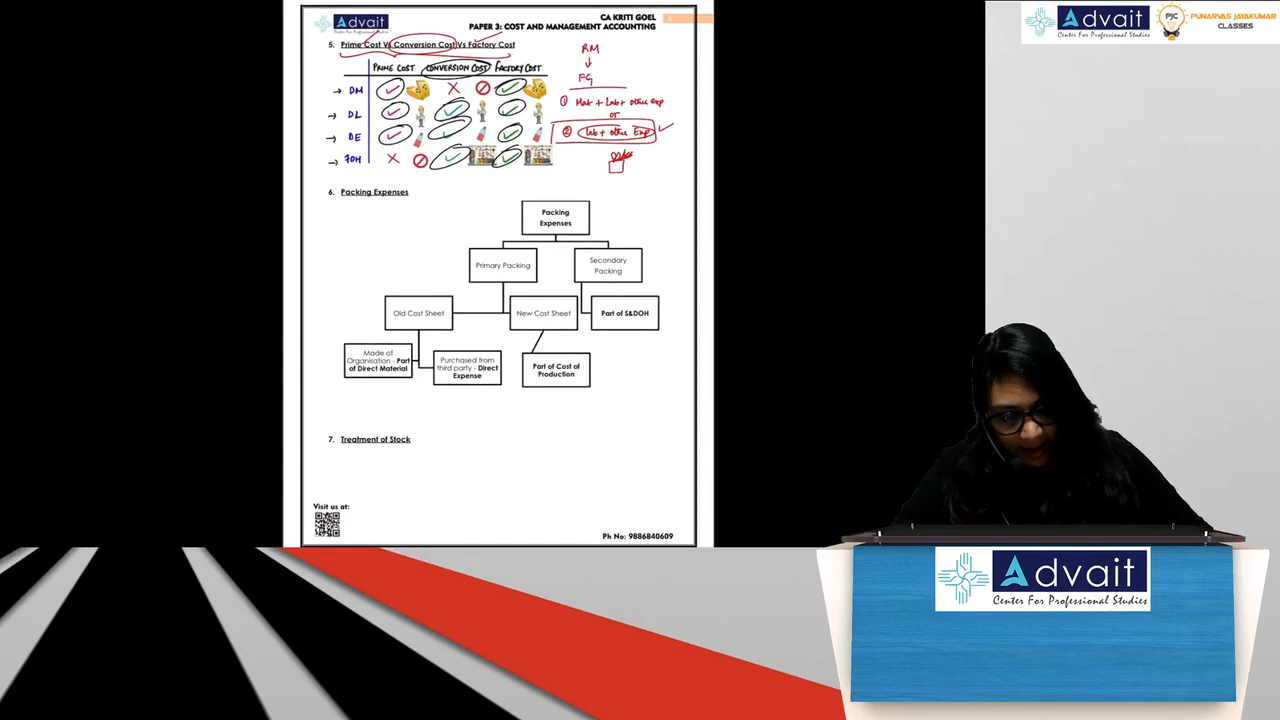 Advait
CENTER FOR PROFESSIONAL STUDIES
CA KRITI GOEL
PAPER 3: COST AND MANAGEMENT ACCOUNTING
5. Prime Cost Vs Conversion Cost Vs Factory Cost
PRIME COST CONVERSION COST FACTORY COST
→ DM
→ DL
→ DE
→ FOH
RM
↓
FG
① Mat + Lab + other exp
or
② Lab + other Exp
6. Packing Expenses
Packing
Expenses
Primary Packing
Secondary
Packing
Old Cost Sheet
New Cost Sheet
Part of S&DOH
Made of
Organisation - Part
of Direct Material
Purchased from
third party - Direct
Expense
Part of Cost of
Production
7. Treatment of Stock
Visit us at:
Ph No: 9886840609
Advait
Center For Professional Studies
PJC
PUNARVAS JAYAKUMAR
CLASSES
Advait
Center For Professional Studies